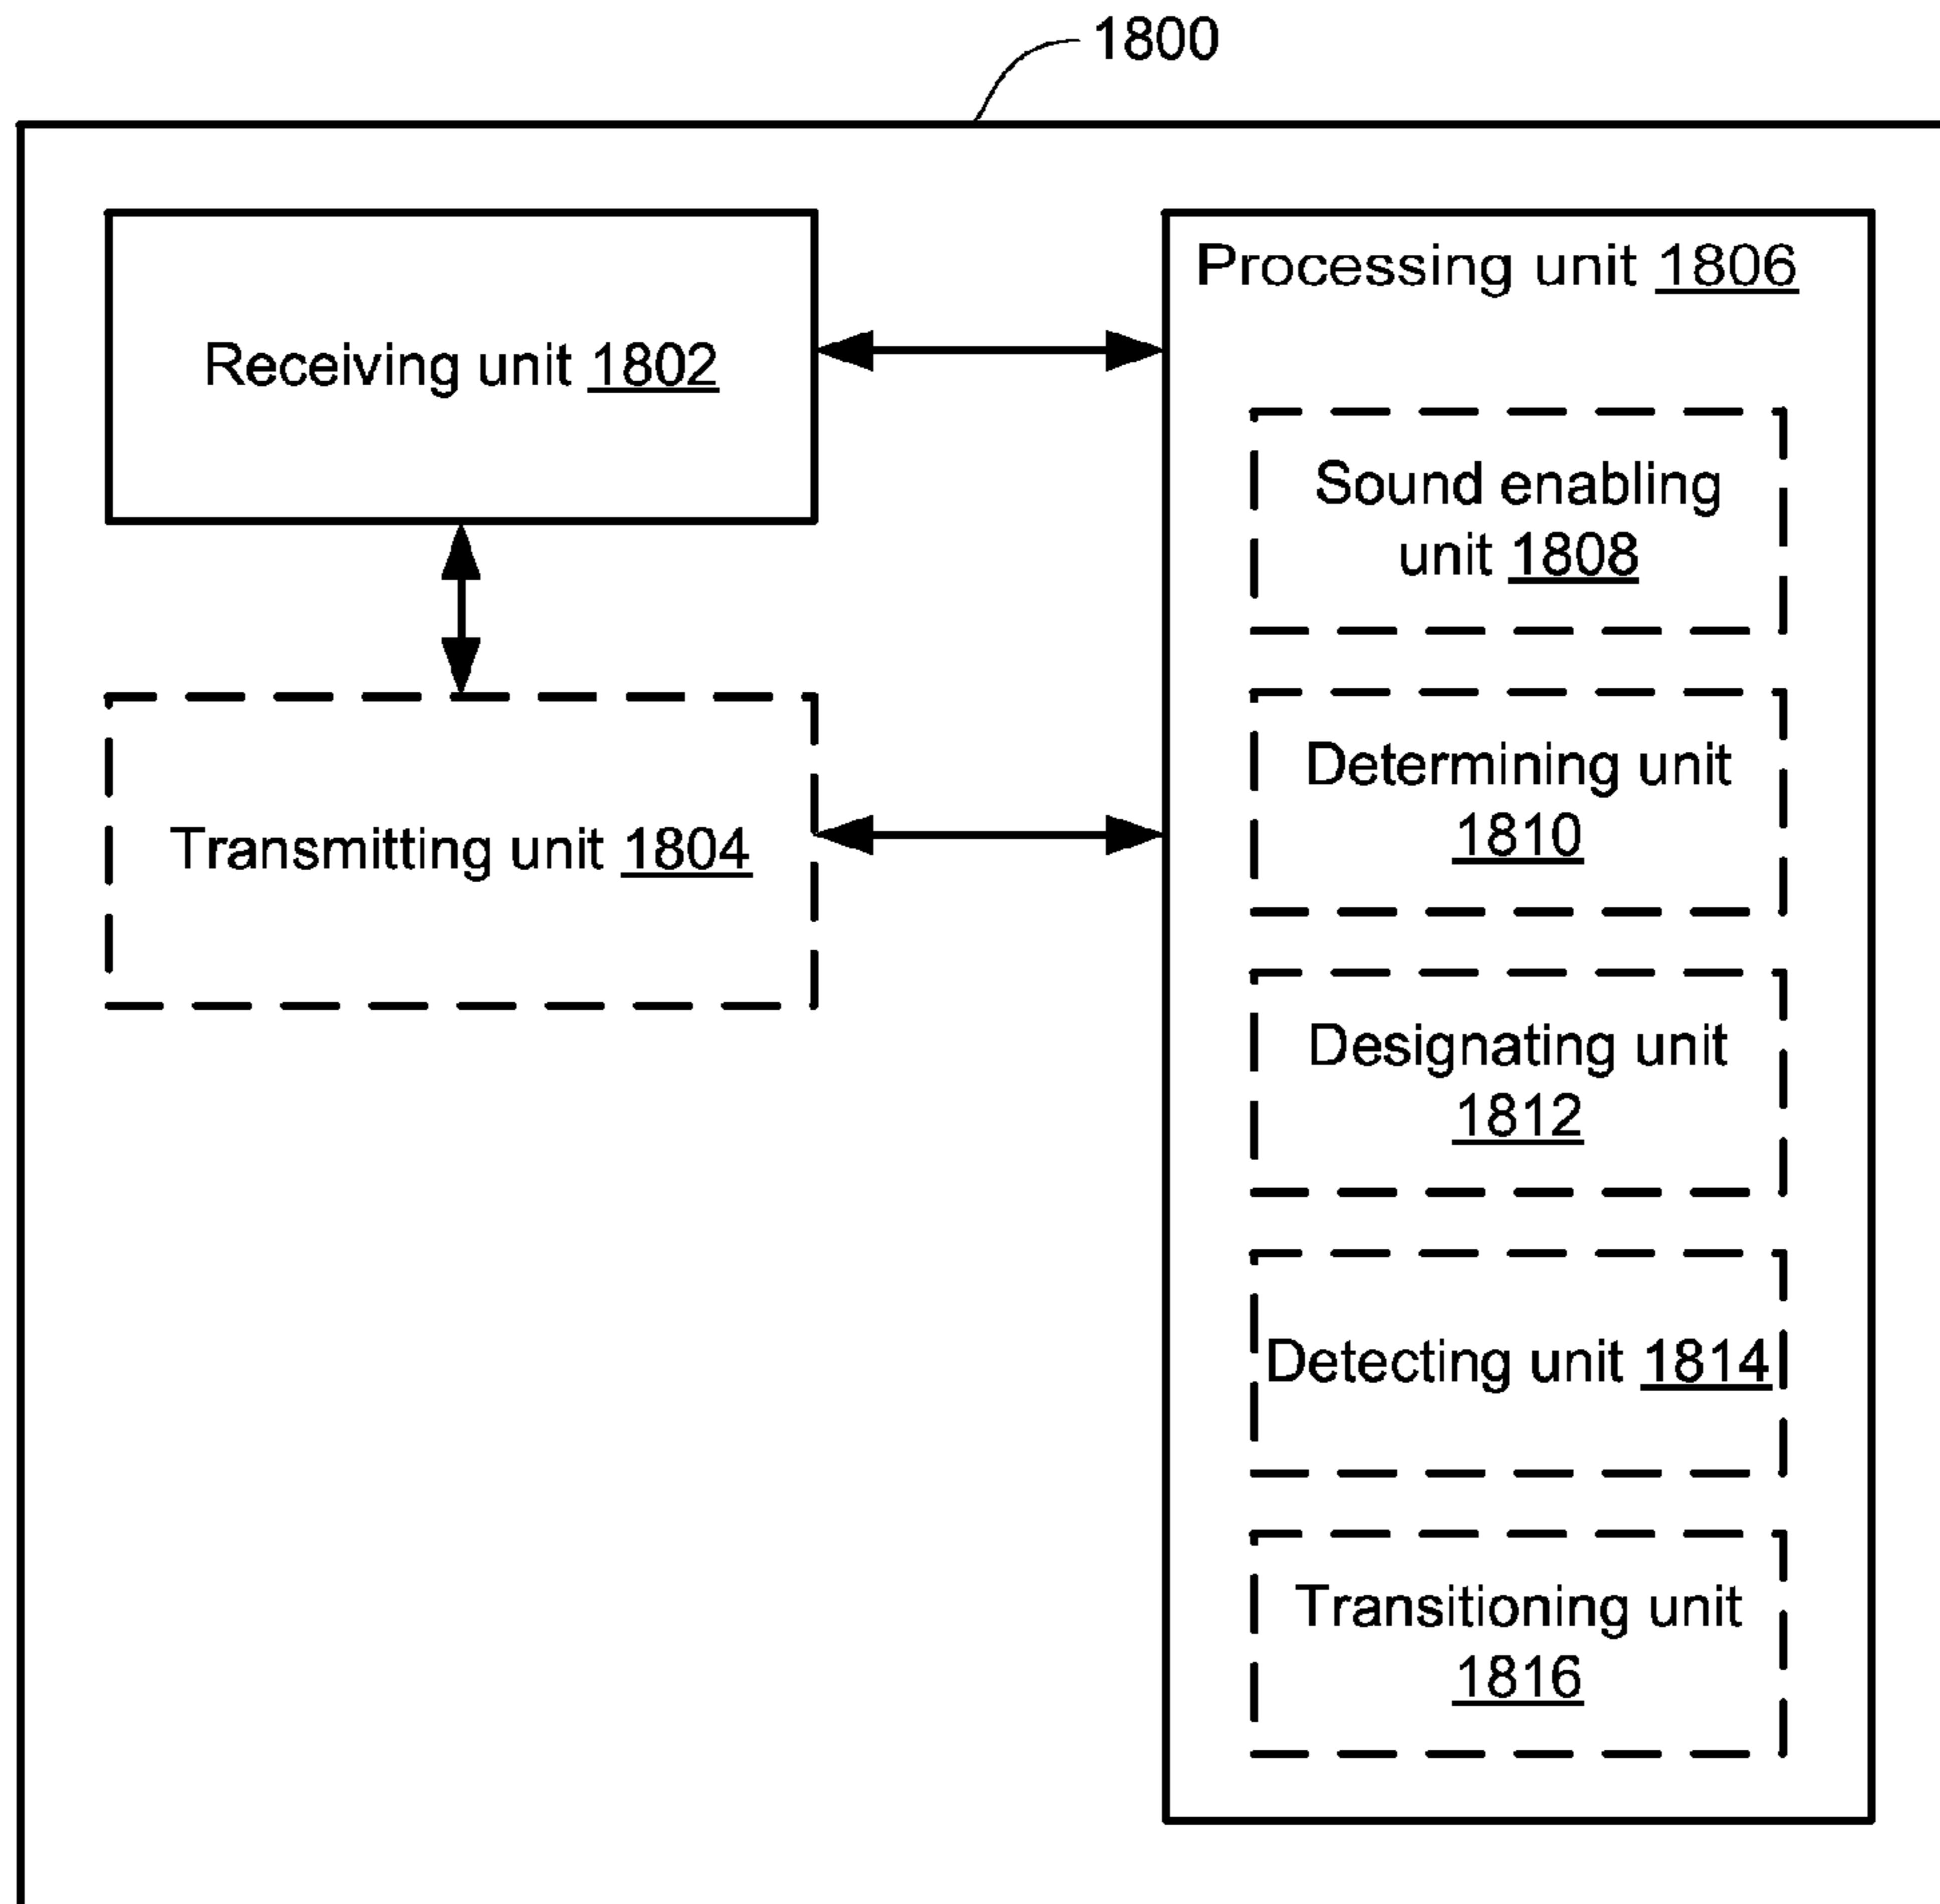 1800
Receiving unit 1802
Transmitting unit 1804
Processing unit 1806
Sound enabling
unit 1808
Determining unit
1810
Designating unit
1812
Detecting unit 1814
Transitioning unit
1816